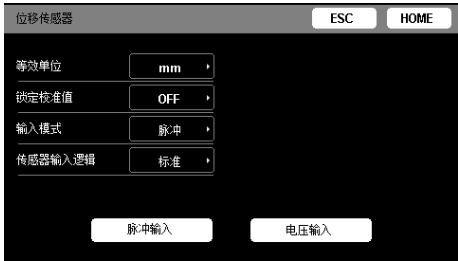 位移传感器 ESC HOME
等效单位 mm
锁定校准值 OFF
输入模式 脉冲
传感器输入逻辑 标准
脉冲输入 电压输入